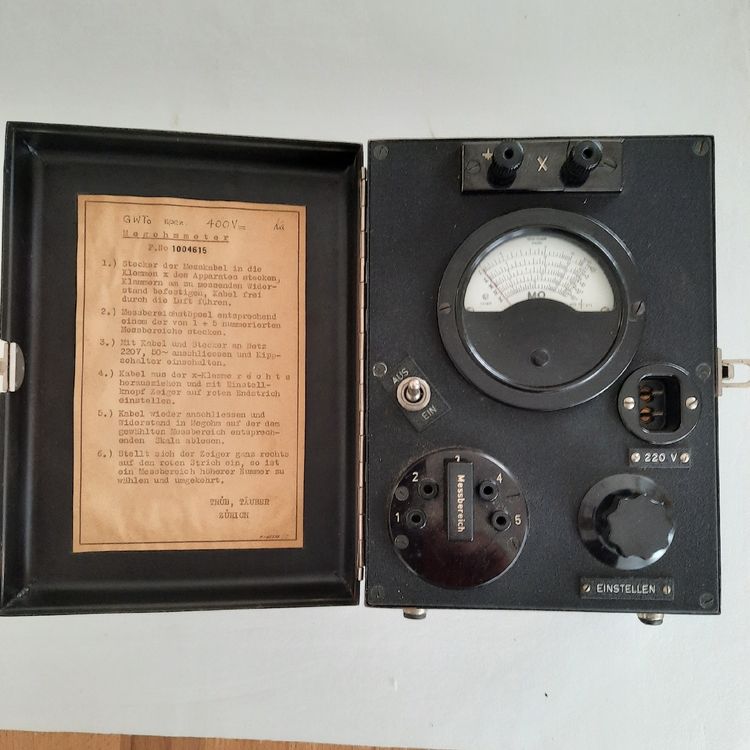 GWTo Spez. 400V=
Megohmmeter
F.No 1004615
1.) Stecker der Messkabel in die
Klemmen x des Apparates stecken,
Klammern an zu messenden Wider-
stand befestigen, Kabel frei
durch die Luft führen.
2.) Messbereichstöpsel entsprechend
einem der von 1 + 5 nummerierten
Messbereiche stecken.
3.) Mit Kabel und Stecker an Netz
220V, 50~ anschliessen und Kipp-
schalter einschalten.
4.) Kabel aus der x-Klemme rechts
herausziehen und mit Einstell-
knopf Zeiger auf roten Endstrich
einstellen.
5.) Kabel wieder anschliessen und
Widerstand in Megohm auf der dem
gewählten Messbereich entsprech-
enden Skala ablesen.
6.) Stellt sich der Zeiger ganz rechts
auf den roten Strich ein, so ist
ein Messbereich höherer Nummer zu
wählen und umgekehrt.
TRÜB, TÄUBER
ZÜRICH
+ X
MΩ
AUS
EIN
220 V
1
2
3
4
5
Messbereich
EINSTELLEN